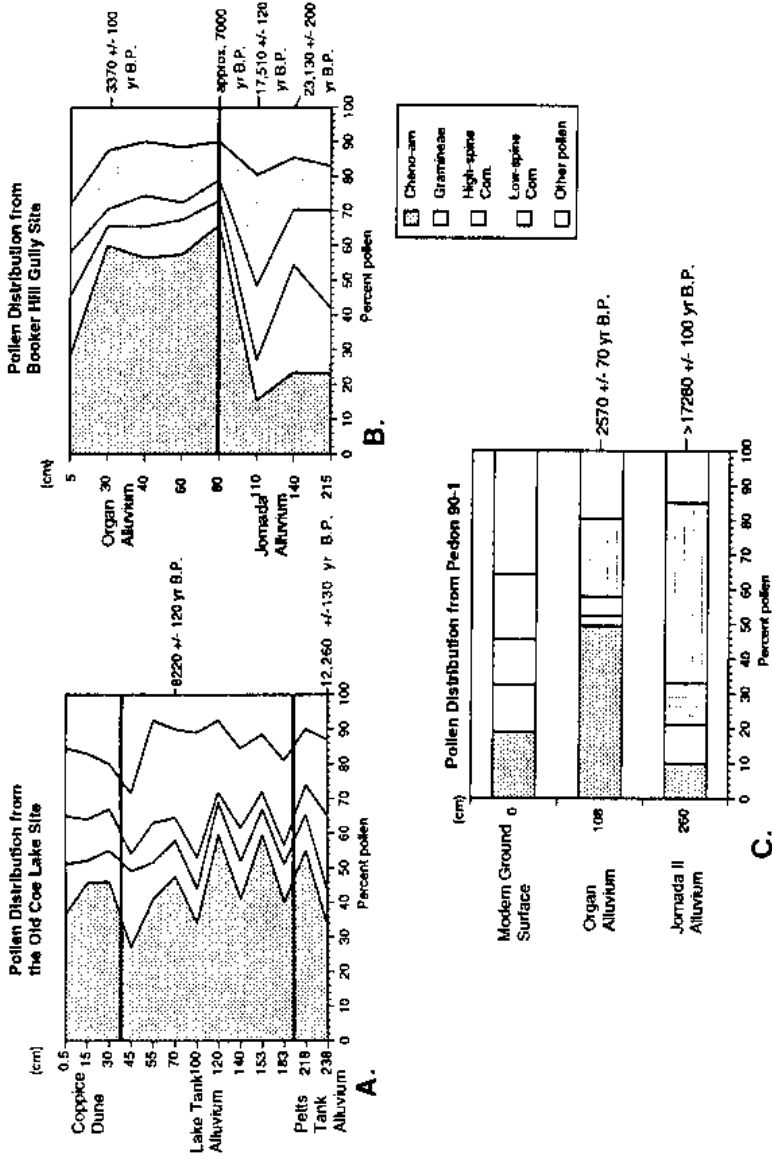 Pollen Distribution from
the Old Coe Lake Site
(cm)
0.5
Coppice
15
Dune
30
45
55
70
Lake Tank 100
Alluvium
120
140
153
183
Petts
218
Tank
238
Alluvium
0 10 20 30 40 50 60 70 80 90 100
Percent pollen
8220 +/- 120 yr B.P.
12,260 +/-130 yr B.P.
A.
Pollen Distribution from
Booker Hill Gully Site
(cm)
5
Organ 30
Alluvium
40
60
80
Jornada 110
Alluvium
140
215
0 10 20 30 40 50 60 70 80 90 100
Percent pollen
3370 +/- 100
yr B.P.
approx. 7000
yr B.P.
17,510 +/- 120
yr B.P.
23,130 +/- 200
yr B.P.
B.
Cheno-am
Gramineae
High-spine
Com.
Low-spine
Com
Other pollen
Pollen Distribution from Pedon 90-1
(cm)
Modern Ground
Surface
0
Organ
Alluvium
108
Jornada II
Alluvium
260
0 10 20 30 40 50 60 70 80 90 100
Percent pollen
2570 +/- 70 yr B.P.
>17280 +/- 100 yr B.P.
C.